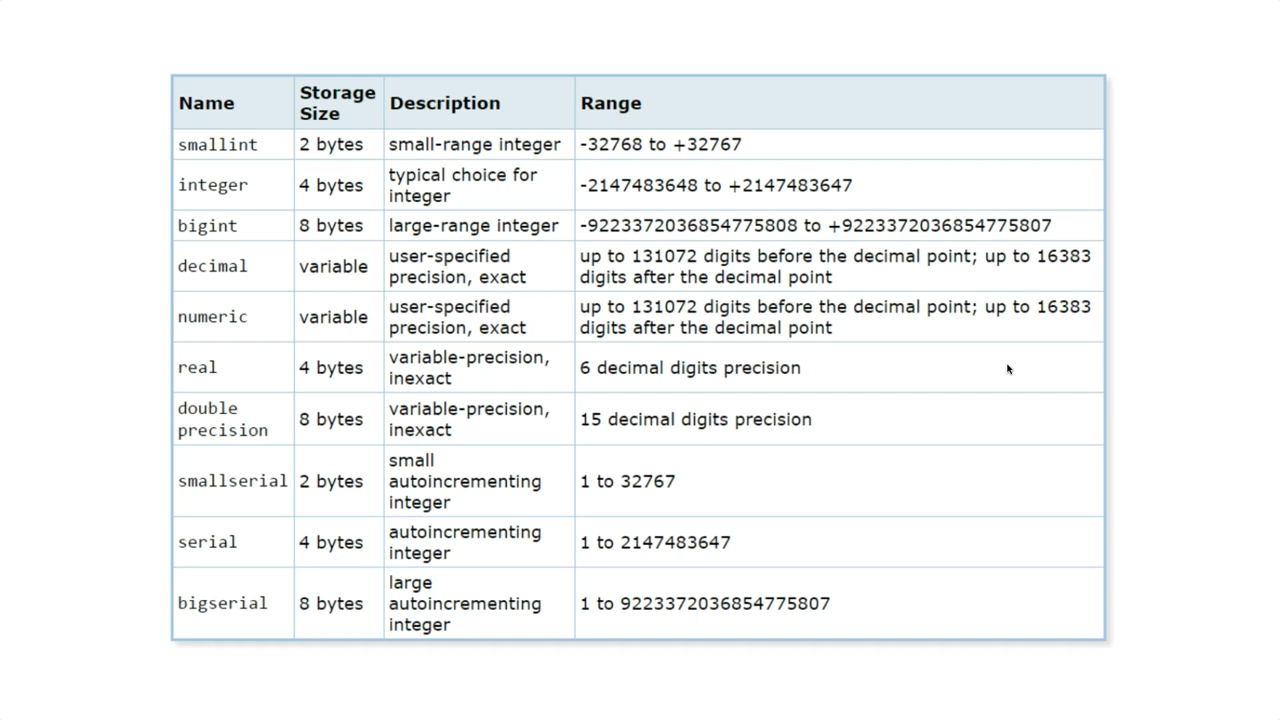 Name Storage Size Description Range
smallint 2 bytes small-range integer -32768 to +32767
integer 4 bytes typical choice for integer -2147483648 to +2147483647
bigint 8 bytes large-range integer -9223372036854775808 to +9223372036854775807
decimal variable user-specified precision, exact up to 131072 digits before the decimal point; up to 16383 digits after the decimal point
numeric variable user-specified precision, exact up to 131072 digits before the decimal point; up to 16383 digits after the decimal point
real 4 bytes variable-precision, inexact 6 decimal digits precision
double precision 8 bytes variable-precision, inexact 15 decimal digits precision
smallserial 2 bytes small autoincrementing integer 1 to 32767
serial 4 bytes autoincrementing integer 1 to 2147483647
bigserial 8 bytes large autoincrementing integer 1 to 9223372036854775807